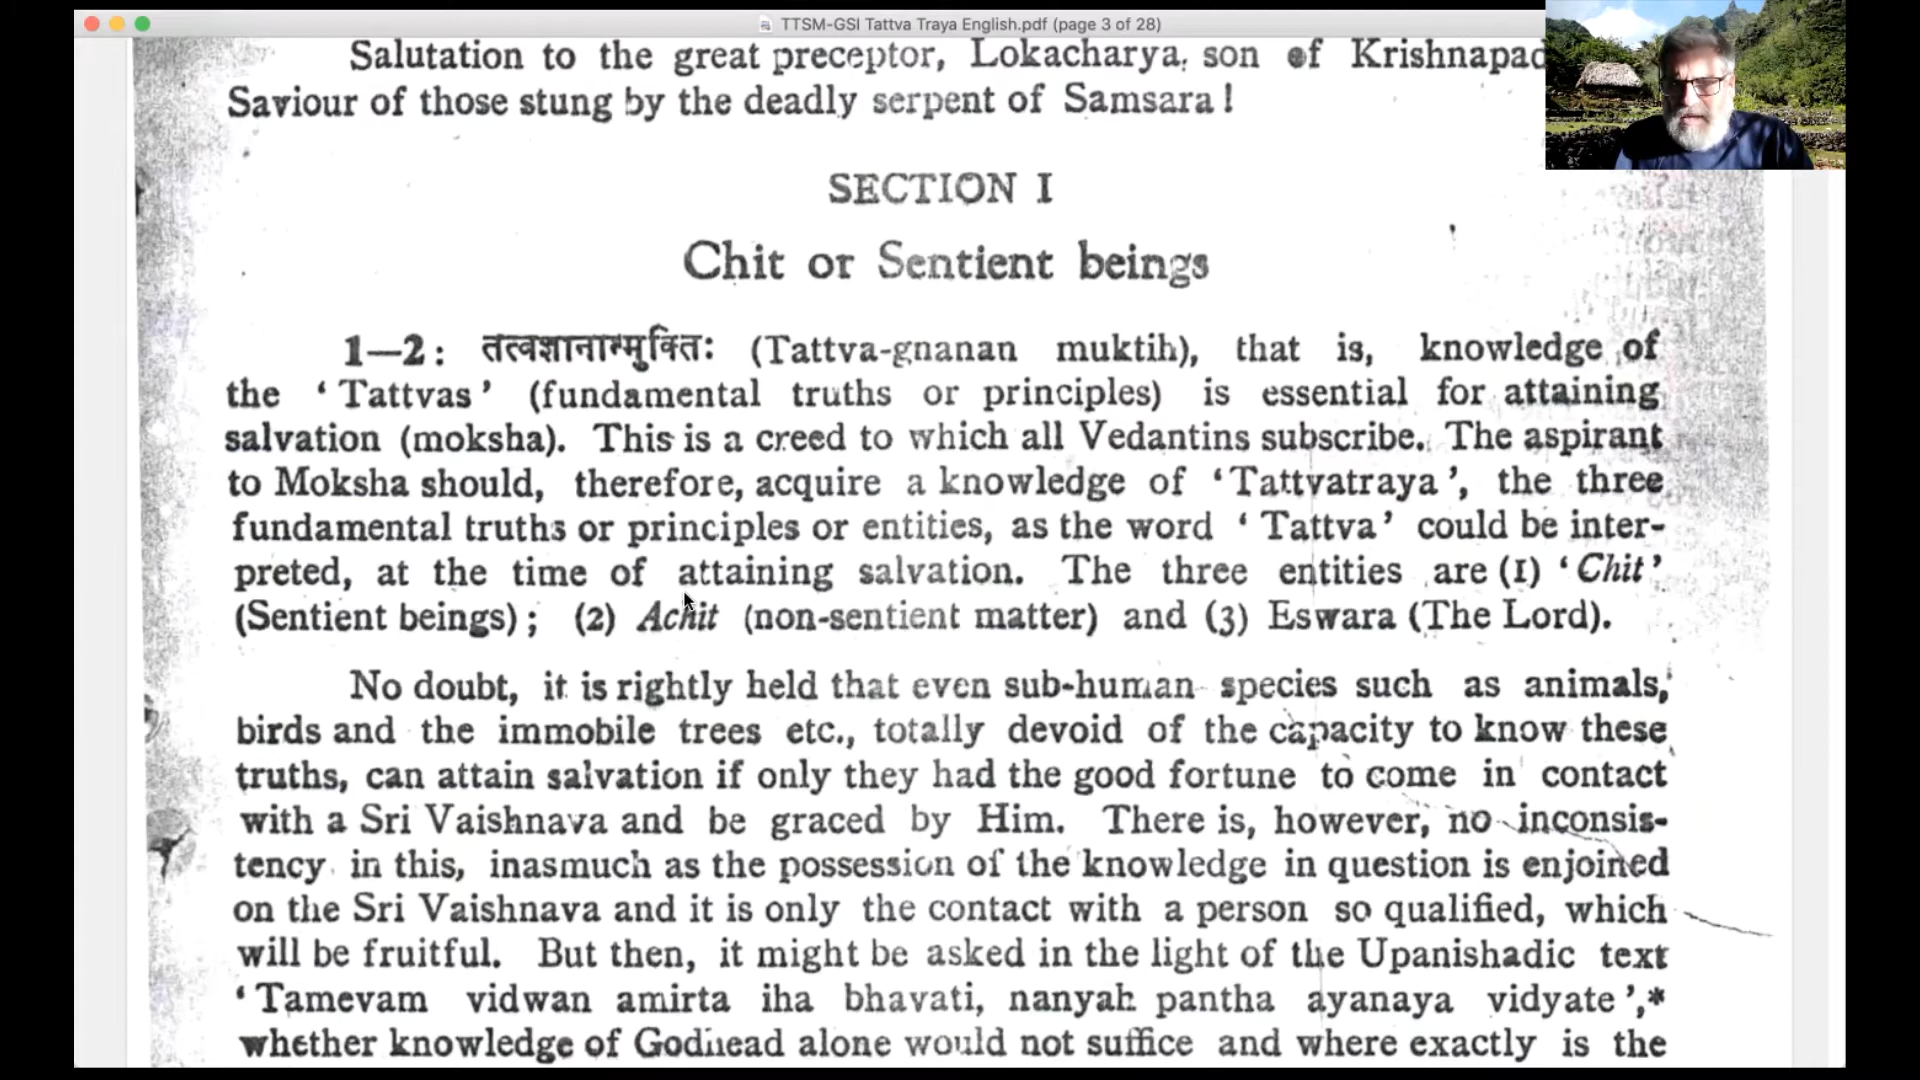 TTSM-GSI Tattva Traya English.pdf (page 3 of 28)
Salutation to the great preceptor, Lokacharya, son of Krishnapad
Saviour of those stung by the deadly serpent of Samsara!
SECTION I
Chit or Sentient beings
1—2: तत्वज्ञानान्मुक्तिः (Tattva-gnanan muktih), that is, knowledge of
the ‘Tattvas’ (fundamental truths or principles) is essential for attaining
salvation (moksha). This is a creed to which all Vedantins subscribe. The aspirant
to Moksha should, therefore, acquire a knowledge of ‘Tattvatraya’, the three
fundamental truths or principles or entities, as the word ‘Tattva’ could be inter-
preted, at the time of attaining salvation. The three entities are (1) ‘Chit’
(Sentient beings); (2) Achit (non-sentient matter) and (3) Eswara (The Lord).
No doubt, it is rightly held that even sub-human species such as animals,
birds and the immobile trees etc., totally devoid of the capacity to know these
truths, can attain salvation if only they had the good fortune to come in contact
with a Sri Vaishnava and be graced by Him. There is, however, no inconsis-
tency in this, inasmuch as the possession of the knowledge in question is enjoined
on the Sri Vaishnava and it is only the contact with a person so qualified, which
will be fruitful. But then, it might be asked in the light of the Upanishadic text
‘Tamevam vidwan amirta iha bhavati, nanyah pantha ayanaya vidyate’,*
whether knowledge of Godhead alone would not suffice and where exactly is the